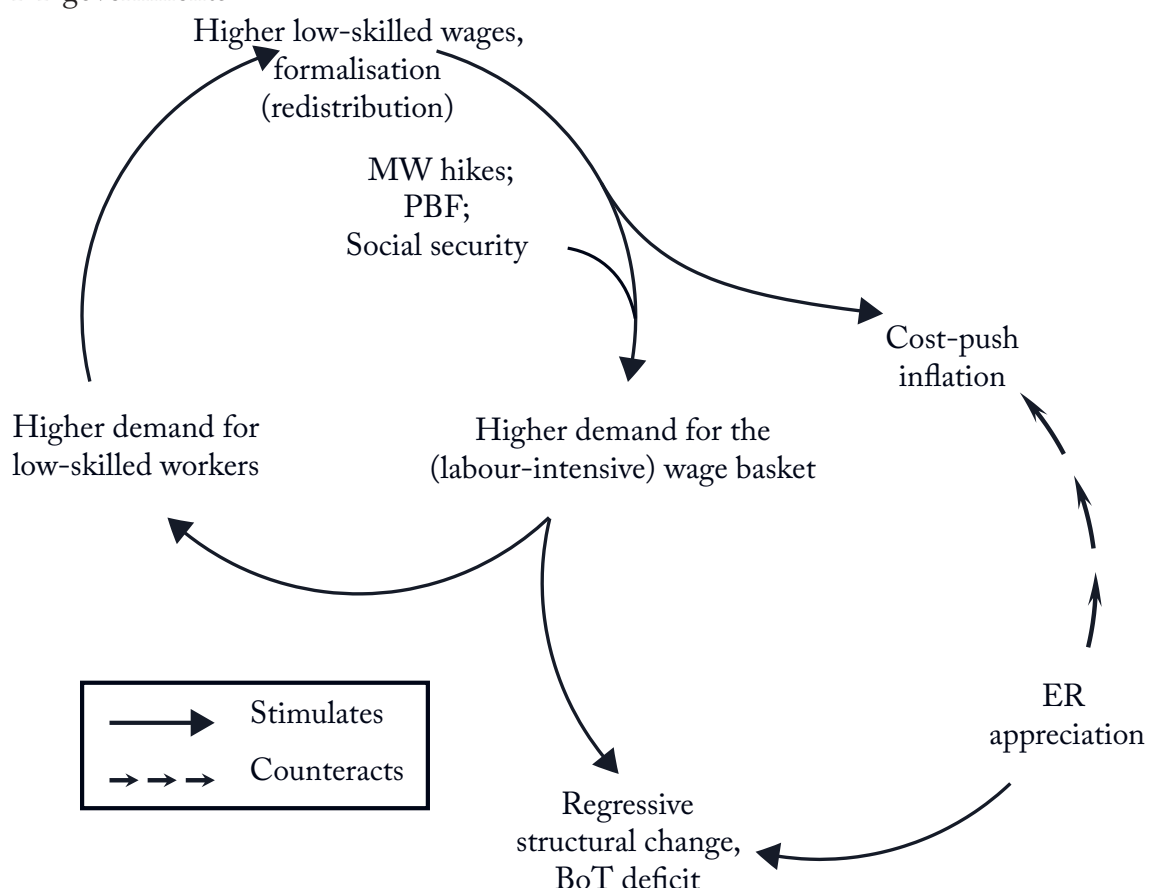 Higher low-skilled wages,
formalisation
(redistribution)
MW hikes;
PBF;
Social security
Cost-push
inflation
Higher demand for
low-skilled workers
Higher demand for the
(labour-intensive) wage basket
ER
appreciation
Stimulates
Counteracts
Regressive
structural change,
BoT deficit